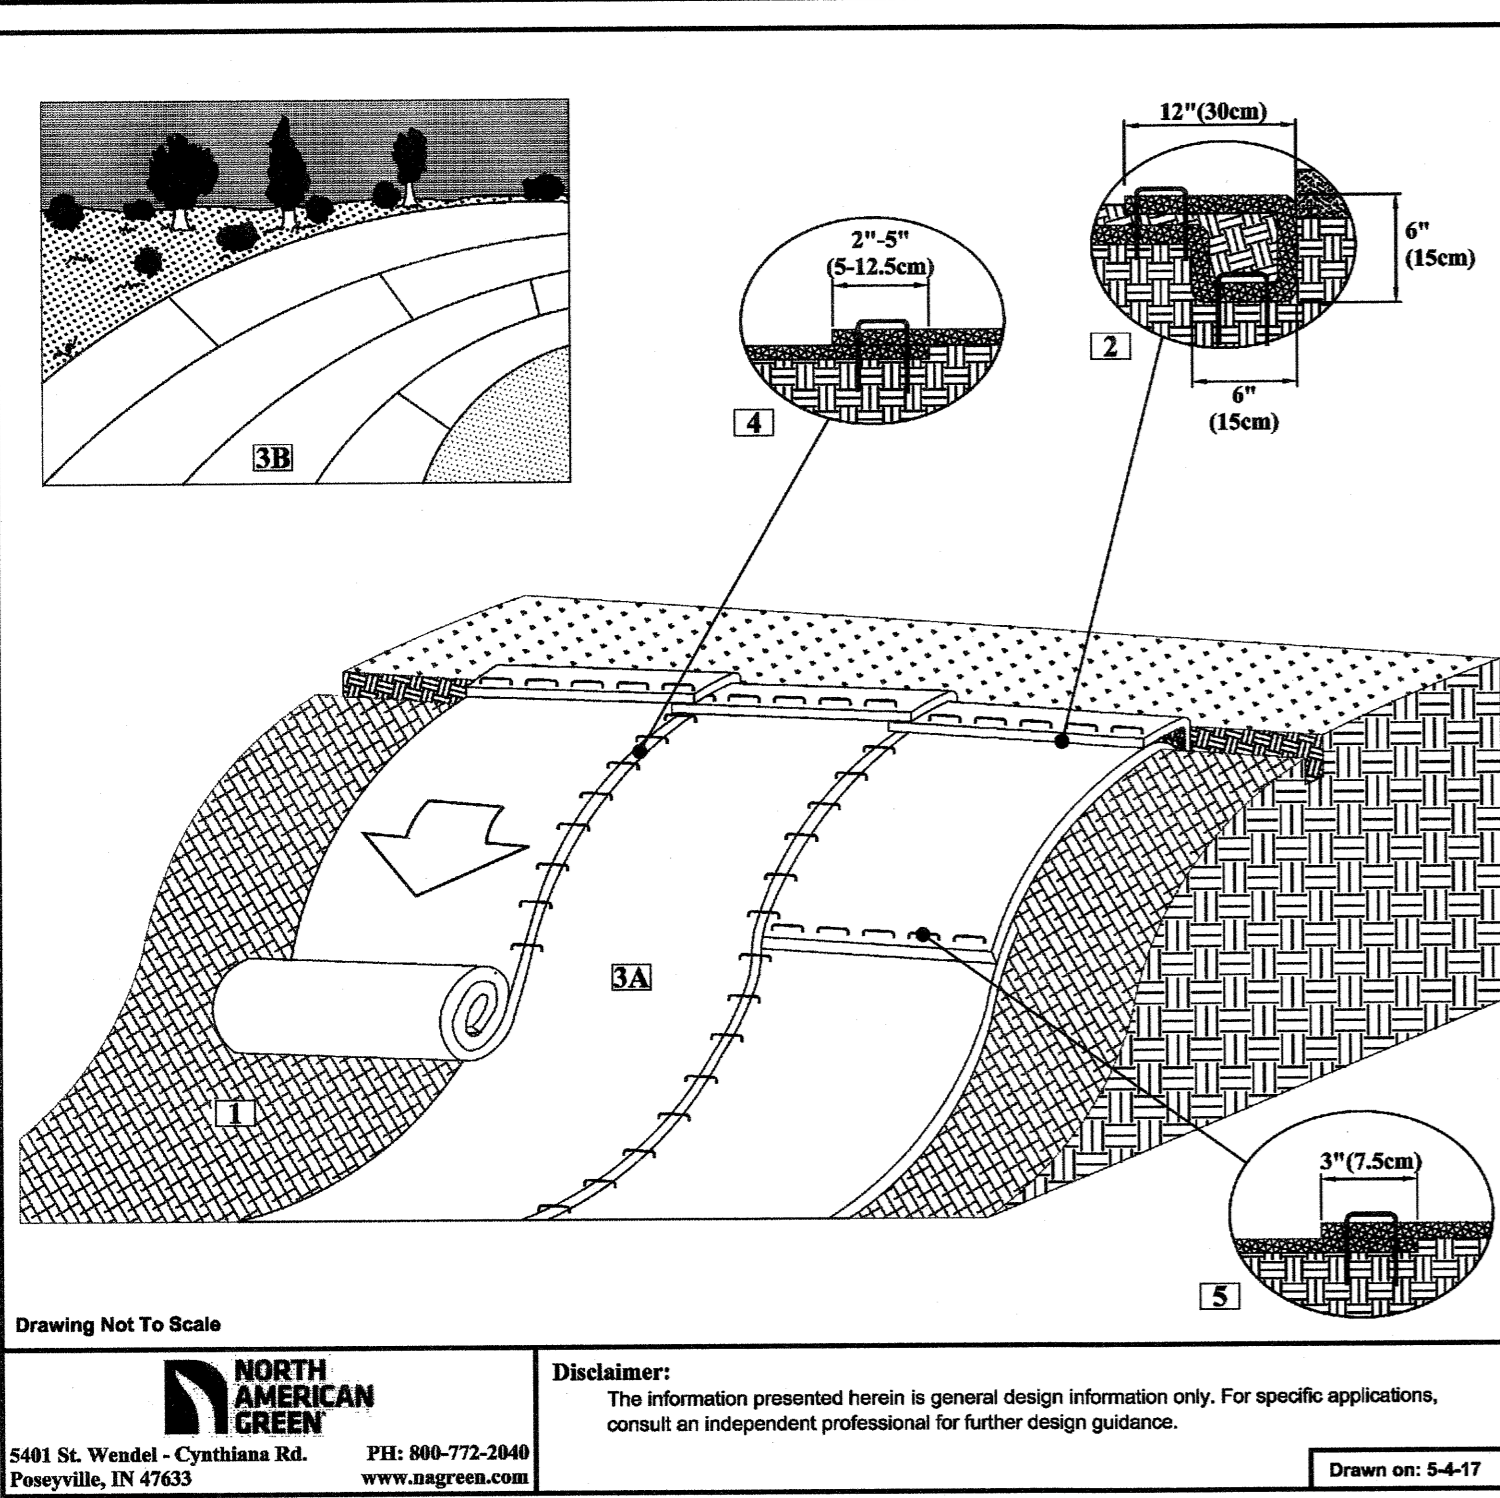 12"(30cm)
2"-5"
(5-12.5cm)
6"
(15cm)
2
6"
(15cm)
4
3B
3A
1
3"(7.5cm)
5
Drawing Not To Scale
NORTH
AMERICAN
GREEN
5401 St. Wendel - Cynthiana Rd. PH: 800-772-2040
Poseyville, IN 47633 www.nagreen.com
Disclaimer:
The information presented herein is general design information only. For specific applications,
consult an independent professional for further design guidance.
Drawn on: 5-4-17